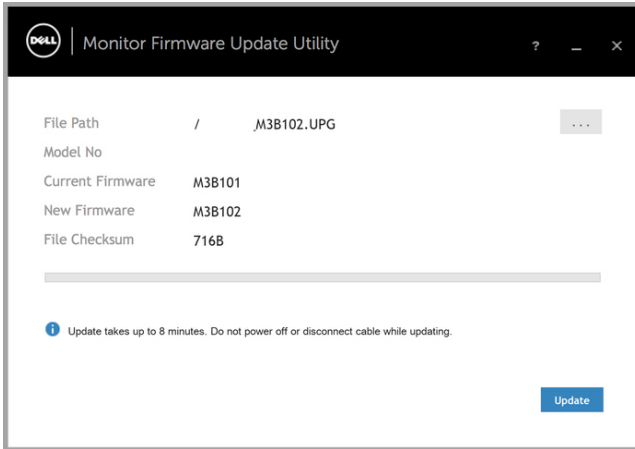 DELL Monitor Firmware Update Utility ? _ ×
File Path / M3B102.UPG ...
Model No
Current Firmware M3B101
New Firmware M3B102
File Checksum 716B
i Update takes up to 8 minutes. Do not power off or disconnect cable while updating.
Update